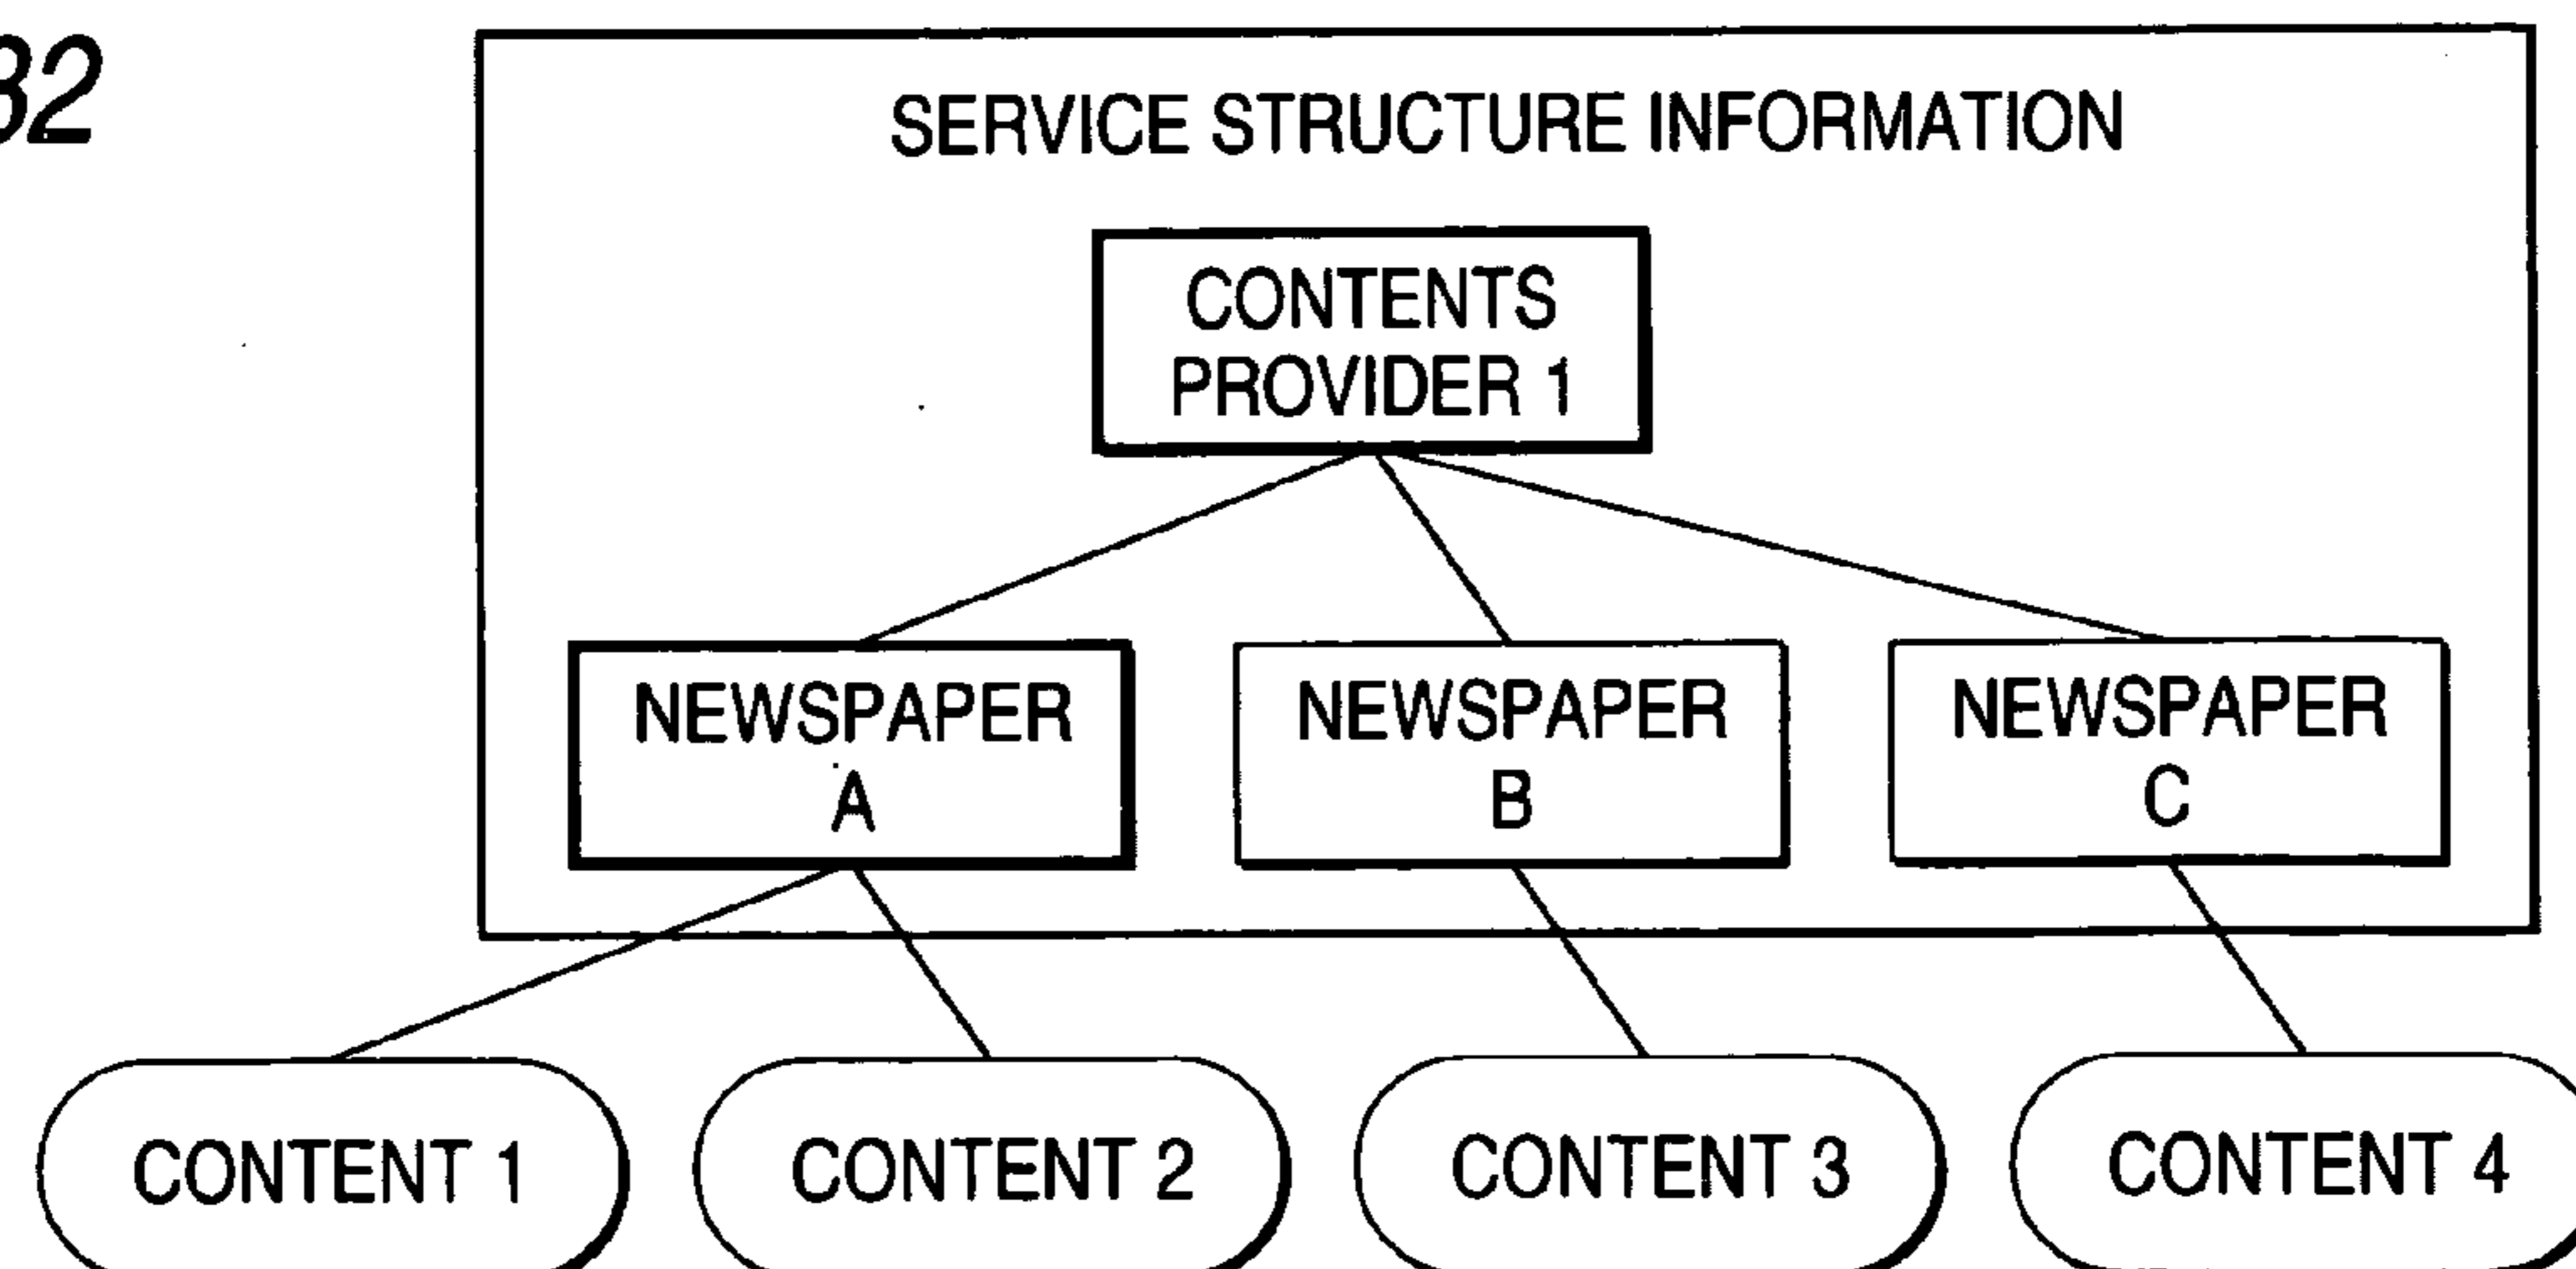 32
SERVICE STRUCTURE INFORMATION
CONTENTS
PROVIDER 1
NEWSPAPER
A
NEWSPAPER
B
NEWSPAPER
C
CONTENT 1
CONTENT 2
CONTENT 3
CONTENT 4